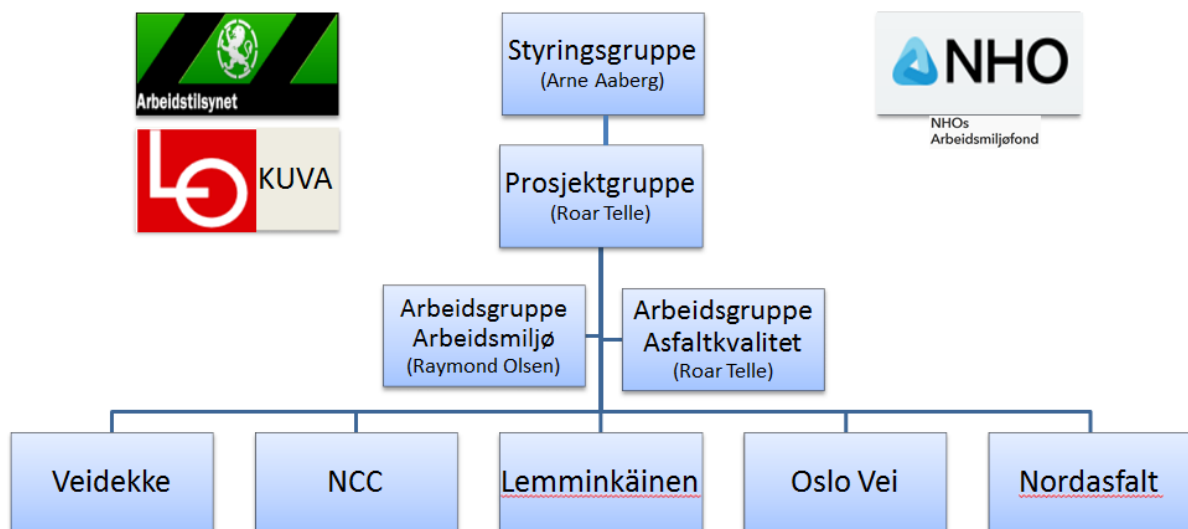 Arbeidstilsynet
LO
KUVA
Styringsgruppe
(Arne Aaberg)
NHO
NHOs
Arbeidsmiljøfond
Prosjektgruppe
(Roar Telle)
Arbeidsgruppe
Arbeidsmiljø
(Raymond Olsen)
Arbeidsgruppe
Asfaltkvalitet
(Roar Telle)
Veidekke
NCC
Lemminkäinen
Oslo Vei
Nordasfalt